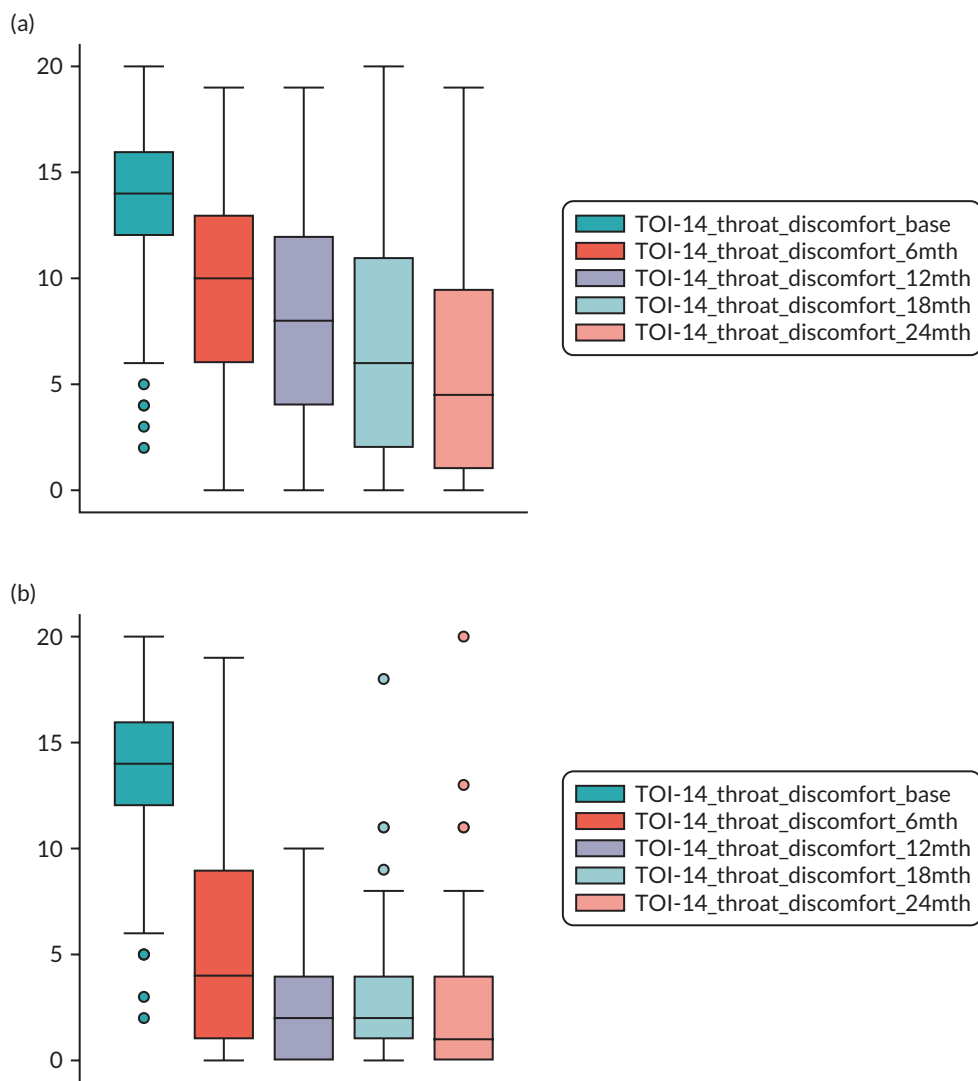 (a)
20
15
10
5
0
TOI-14_throat_discomfort_base
TOI-14_throat_discomfort_6mth
TOI-14_throat_discomfort_12mth
TOI-14_throat_discomfort_18mth
TOI-14_throat_discomfort_24mth
(b)
20
15
10
5
0
TOI-14_throat_discomfort_base
TOI-14_throat_discomfort_6mth
TOI-14_throat_discomfort_12mth
TOI-14_throat_discomfort_18mth
TOI-14_throat_discomfort_24mth